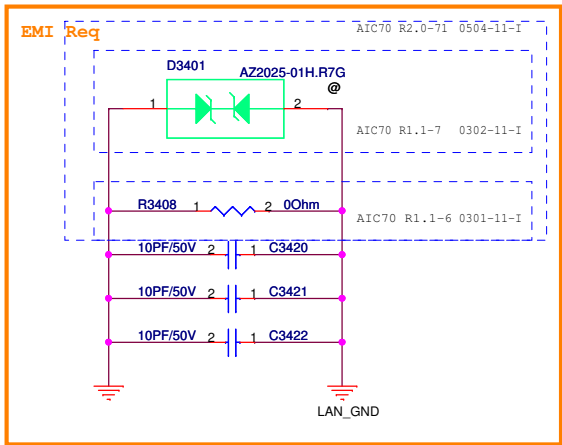 EMI Req
AIC70 R2.0-71 0504-11-I
D3401
AZ2025-01H.R7G
@
1
2
AIC70 R1.1-7 0302-11-I
R3408 1 2 0Ohm
AIC70 R1.1-6 0301-11-I
10PF/50V 2 1 C3420
10PF/50V 2 1 C3421
10PF/50V 2 1 C3422
LAN_GND